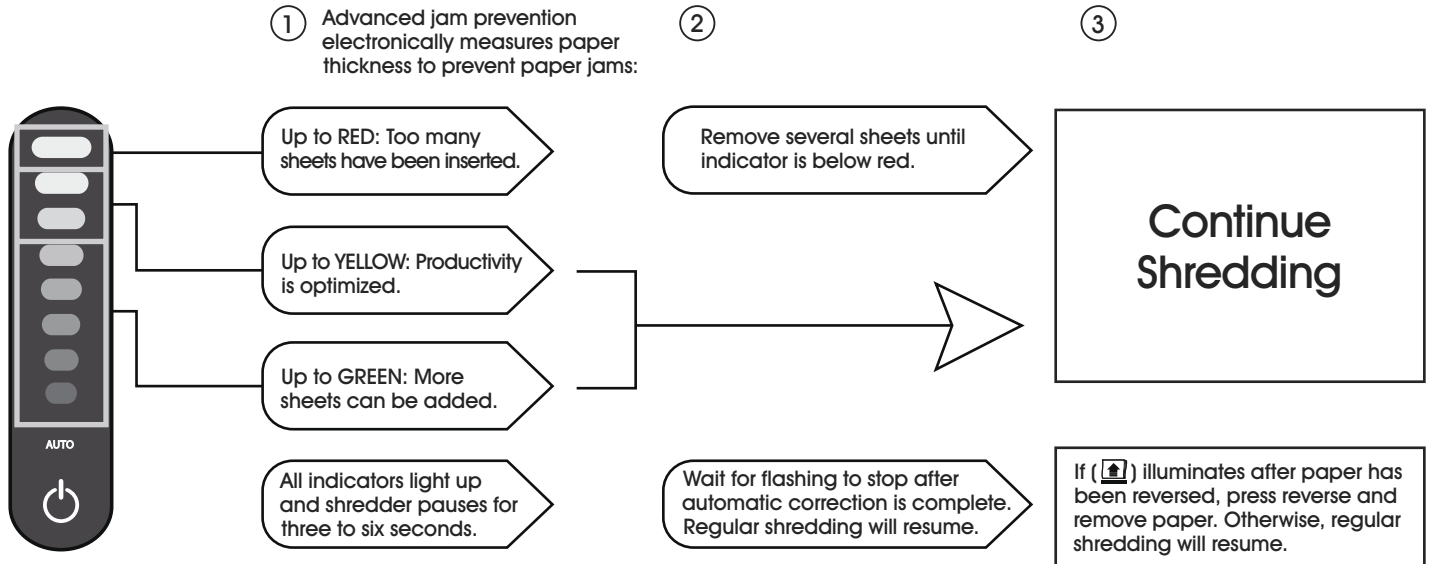 1
Advanced jam prevention
electronically measures paper
thickness to prevent paper jams:
2
3
Up to RED: Too many
sheets have been inserted.
Remove several sheets until
indicator is below red.
Continue
Shredding
Up to YELLOW: Productivity
is optimized.
Up to GREEN: More
sheets can be added.
AUTO
All indicators light up
and shredder pauses for
three to six seconds.
Wait for flashing to stop after
automatic correction is complete.
Regular shredding will resume.
If ( ) illuminates after paper has
been reversed, press reverse and
remove paper. Otherwise, regular
shredding will resume.